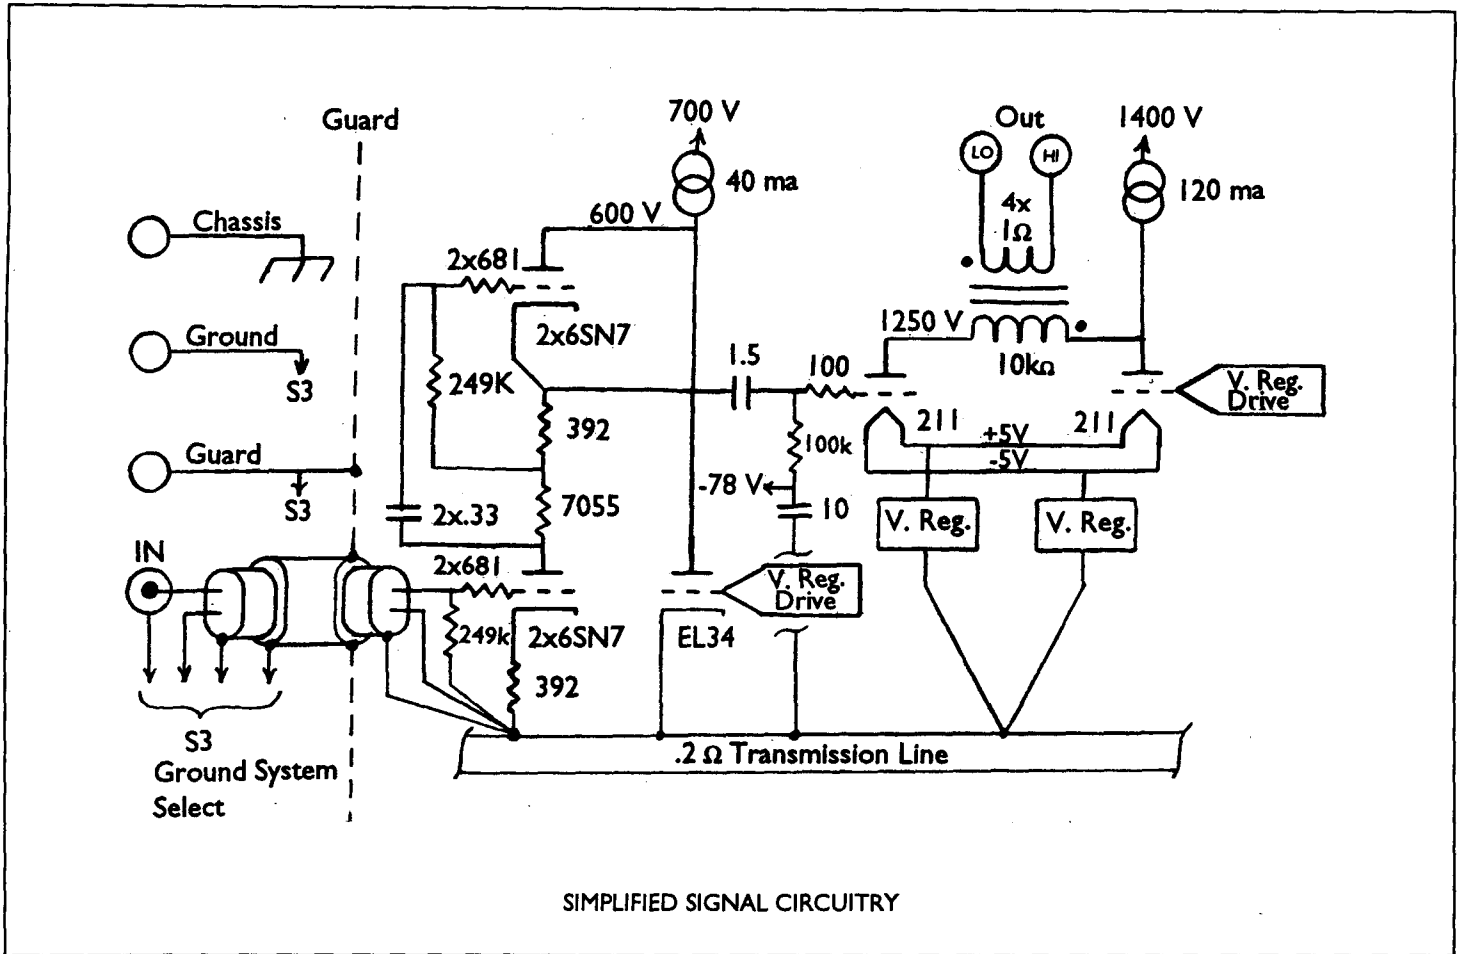 Guard
700 V
Out
1400 V
LO
HI
40 ma
4x
1Ω
120 ma
Chassis
600 V
2x681
2x6SN7
Ground
S3
249K
1.5
100
1250 V
10kΩ
V. Reg.
Drive
392
211
211
+5V
-5V
100k
Guard
S3
-78 V
7055
10
2x.33
V. Reg.
V. Reg.
IN
2x681
V. Reg.
Drive
249k
2x6SN7
EL34
392
S3
Ground System
Select
.2 Ω Transmission Line
SIMPLIFIED SIGNAL CIRCUITRY